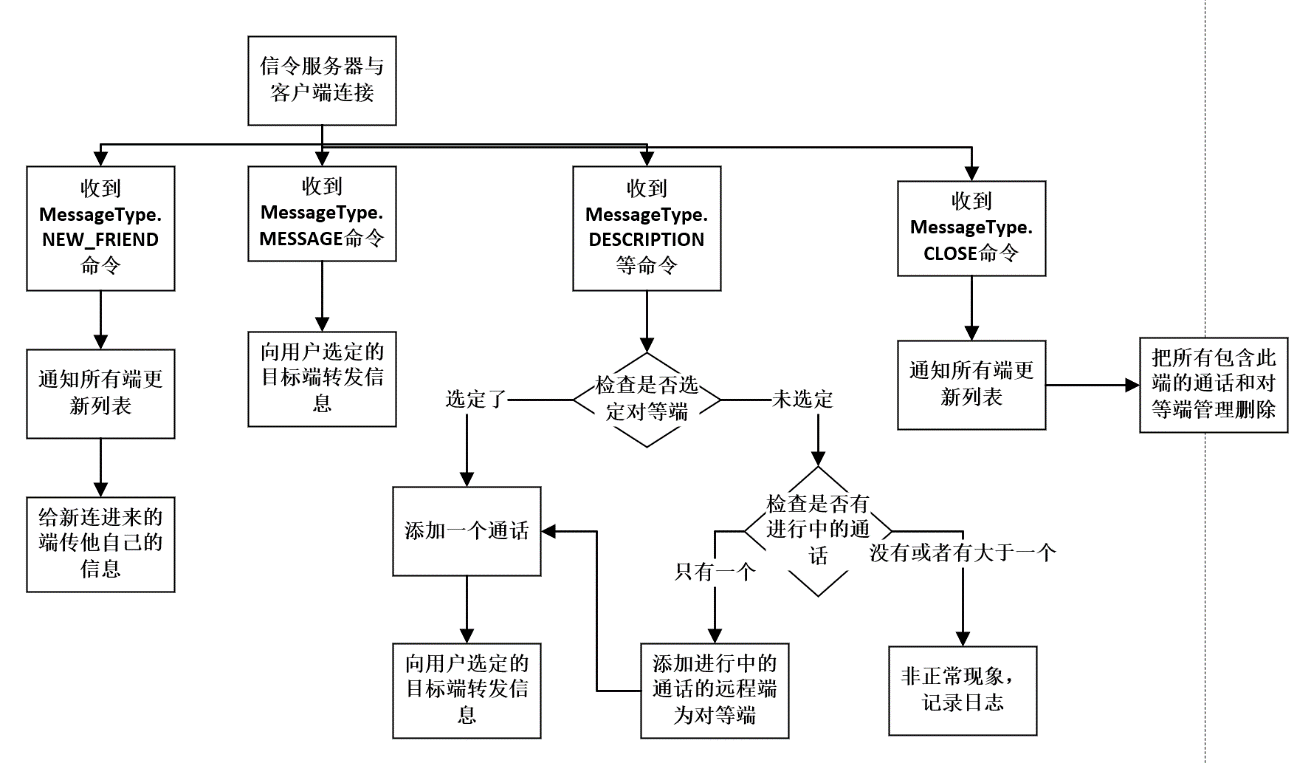 信令服务器与
客户端连接
收到
MessageType.
NEW_FRIEND
命令
收到
MessageType.
MESSAGE命令
收到
MessageType.
DESCRIPTION
等命令
收到
MessageType.
CLOSE命令
通知所有端更
新列表
向用户选定的
目标端转发信
息
检查是否选
定对等端
选定了
未选定
通知所有端更
新列表
把所有包含此
端的通话和对
等端管理删除
给新连进来的
端传他自己的
信息
添加一个通话
检查是否有
进行中的通
话
只有一个
没有或者有大于一个
向用户选定的
目标端转发信
息
添加进行中的
通话的远程端
为对等端
非正常现象，
记录日志